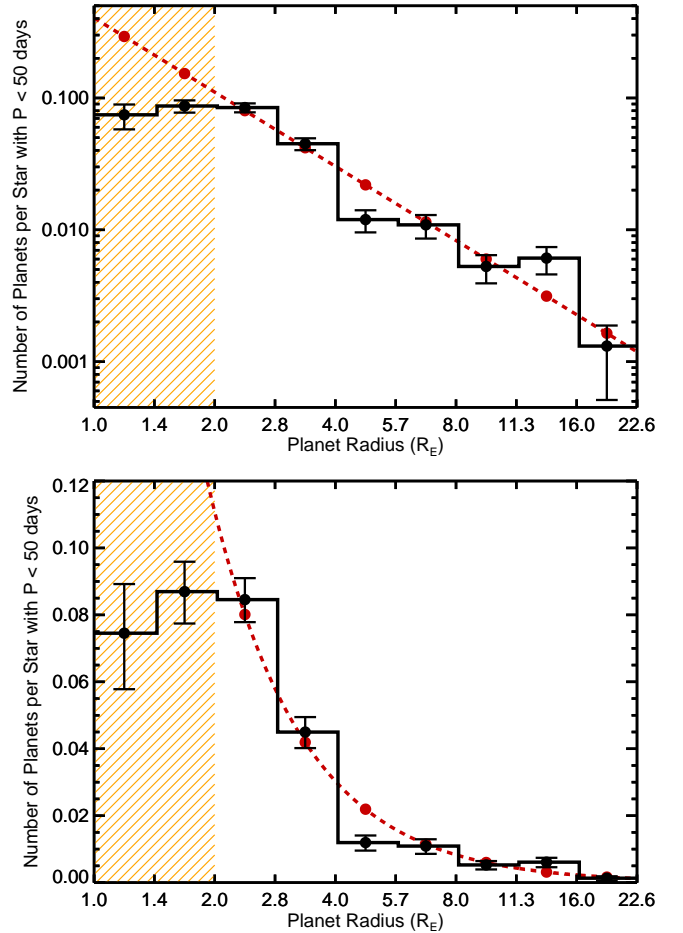 Number of Planets per Star with P < 50 days
0.100
0.010
0.001
1.0 1.4 2.0 2.8 4.0 5.7 8.0 11.3 16.0 22.6
Planet Radius (R_E)
Number of Planets per Star with P < 50 days
0.12
0.10
0.08
0.06
0.04
0.02
0.00
1.0 1.4 2.0 2.8 4.0 5.7 8.0 11.3 16.0 22.6
Planet Radius (R_E)